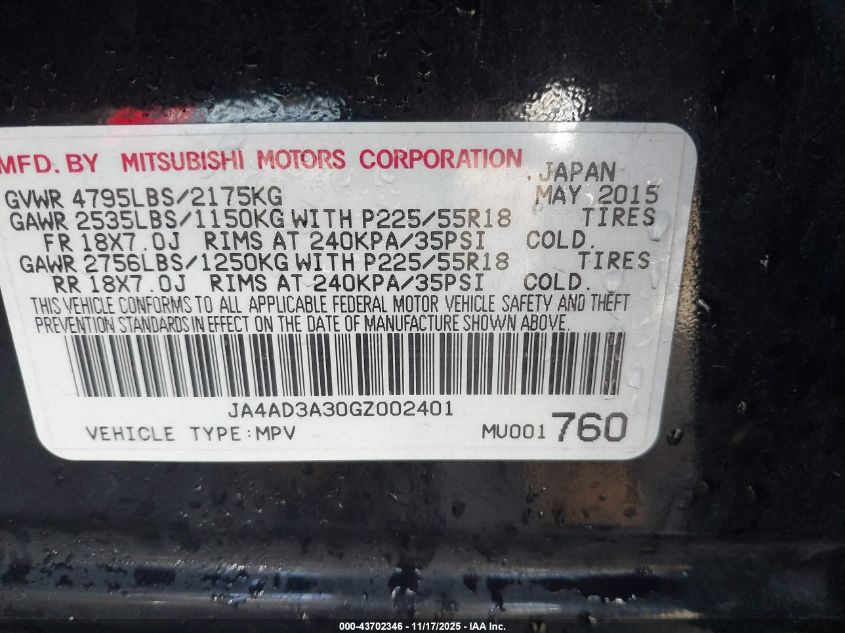 MFD. BY MITSUBISHI MOTORS CORPORATION JAPAN
GVWR 4795LBS/2175KG MAY 2015
GAWR 2535LBS/1150KG WITH P225/55R18 TIRES
FR 18X7.0J RIMS AT 240KPA/35PSI COLD.
GAWR 2756LBS/1250KG WITH P225/55R18 TIRES
RR 18X7.0J RIMS AT 240KPA/35PSI COLD.
THIS VEHICLE CONFORMS TO ALL APPLICABLE FEDERAL MOTOR VEHICLE SAFETY AND THEFT
PREVENTION STANDARDS IN EFFECT ON THE DATE OF MANUFACTURE SHOWN ABOVE.
JA4AD3A30GZ002401
VEHICLE TYPE:MPV MU001760
000-43702346 - 11/17/2025 - IAA Inc.